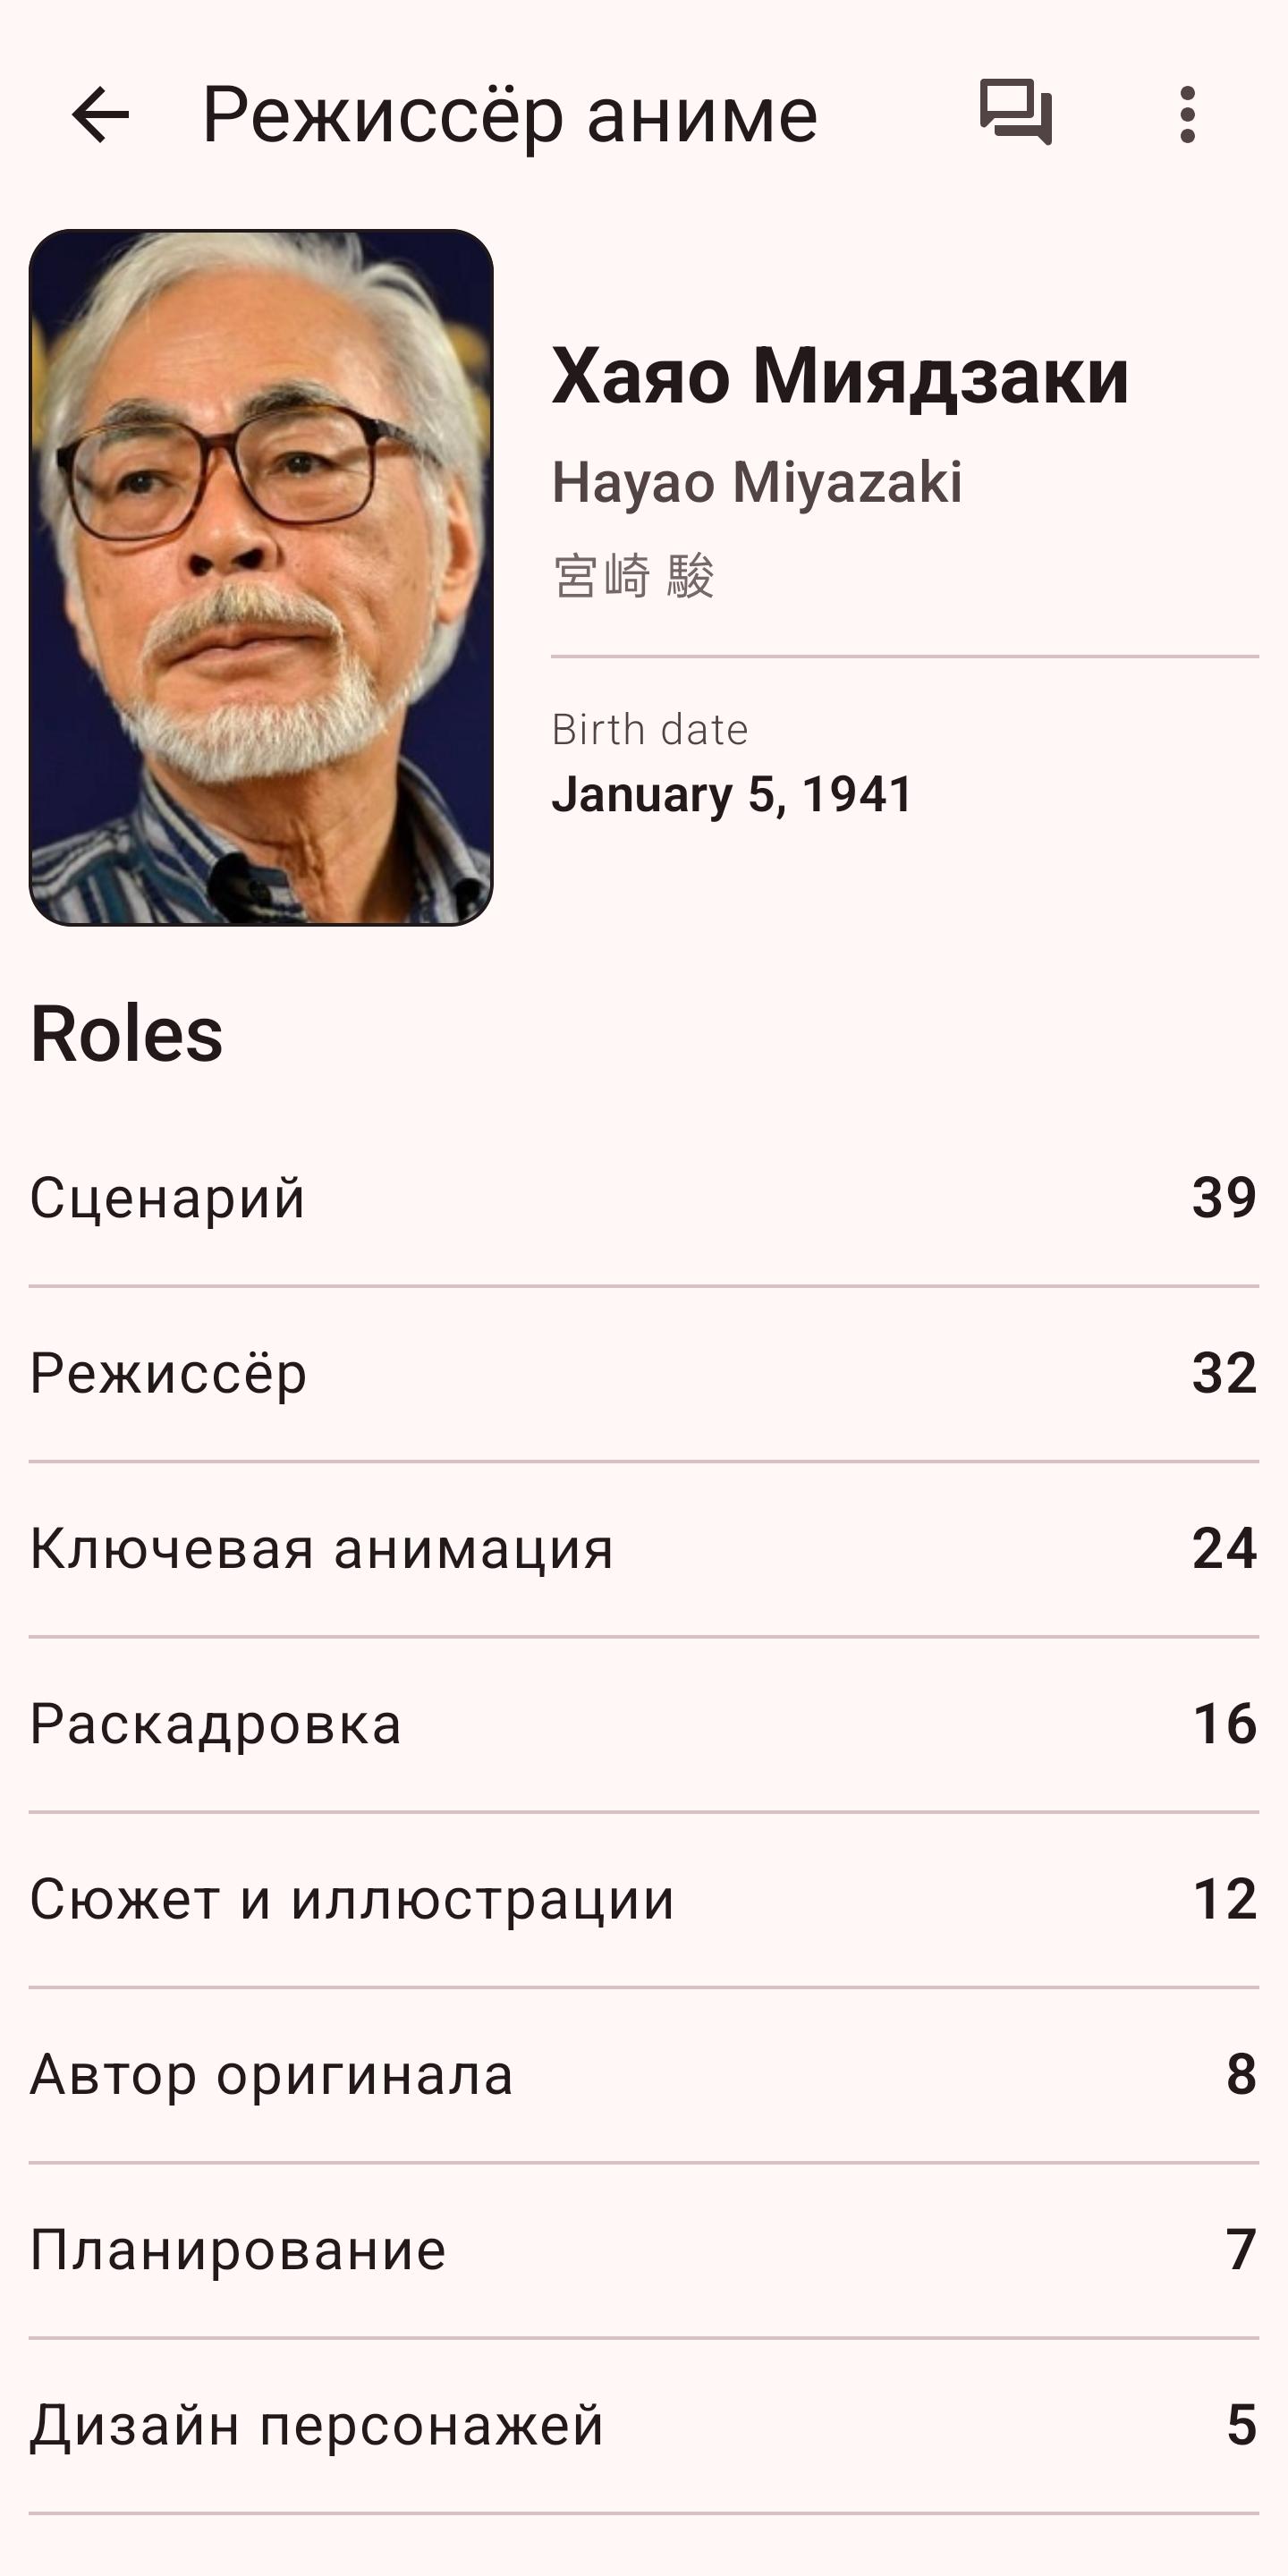 Режиссёр аниме
Хаяо Миядзаки
Hayao Miyazaki
宮崎 駿
Birth date
January 5, 1941
Roles
Сценарий 39
Режиссёр 32
Ключевая анимация 24
Раскадровка 16
Сюжет и иллюстрации 12
Автор оригинала 8
Планирование 7
Дизайн персонажей 5